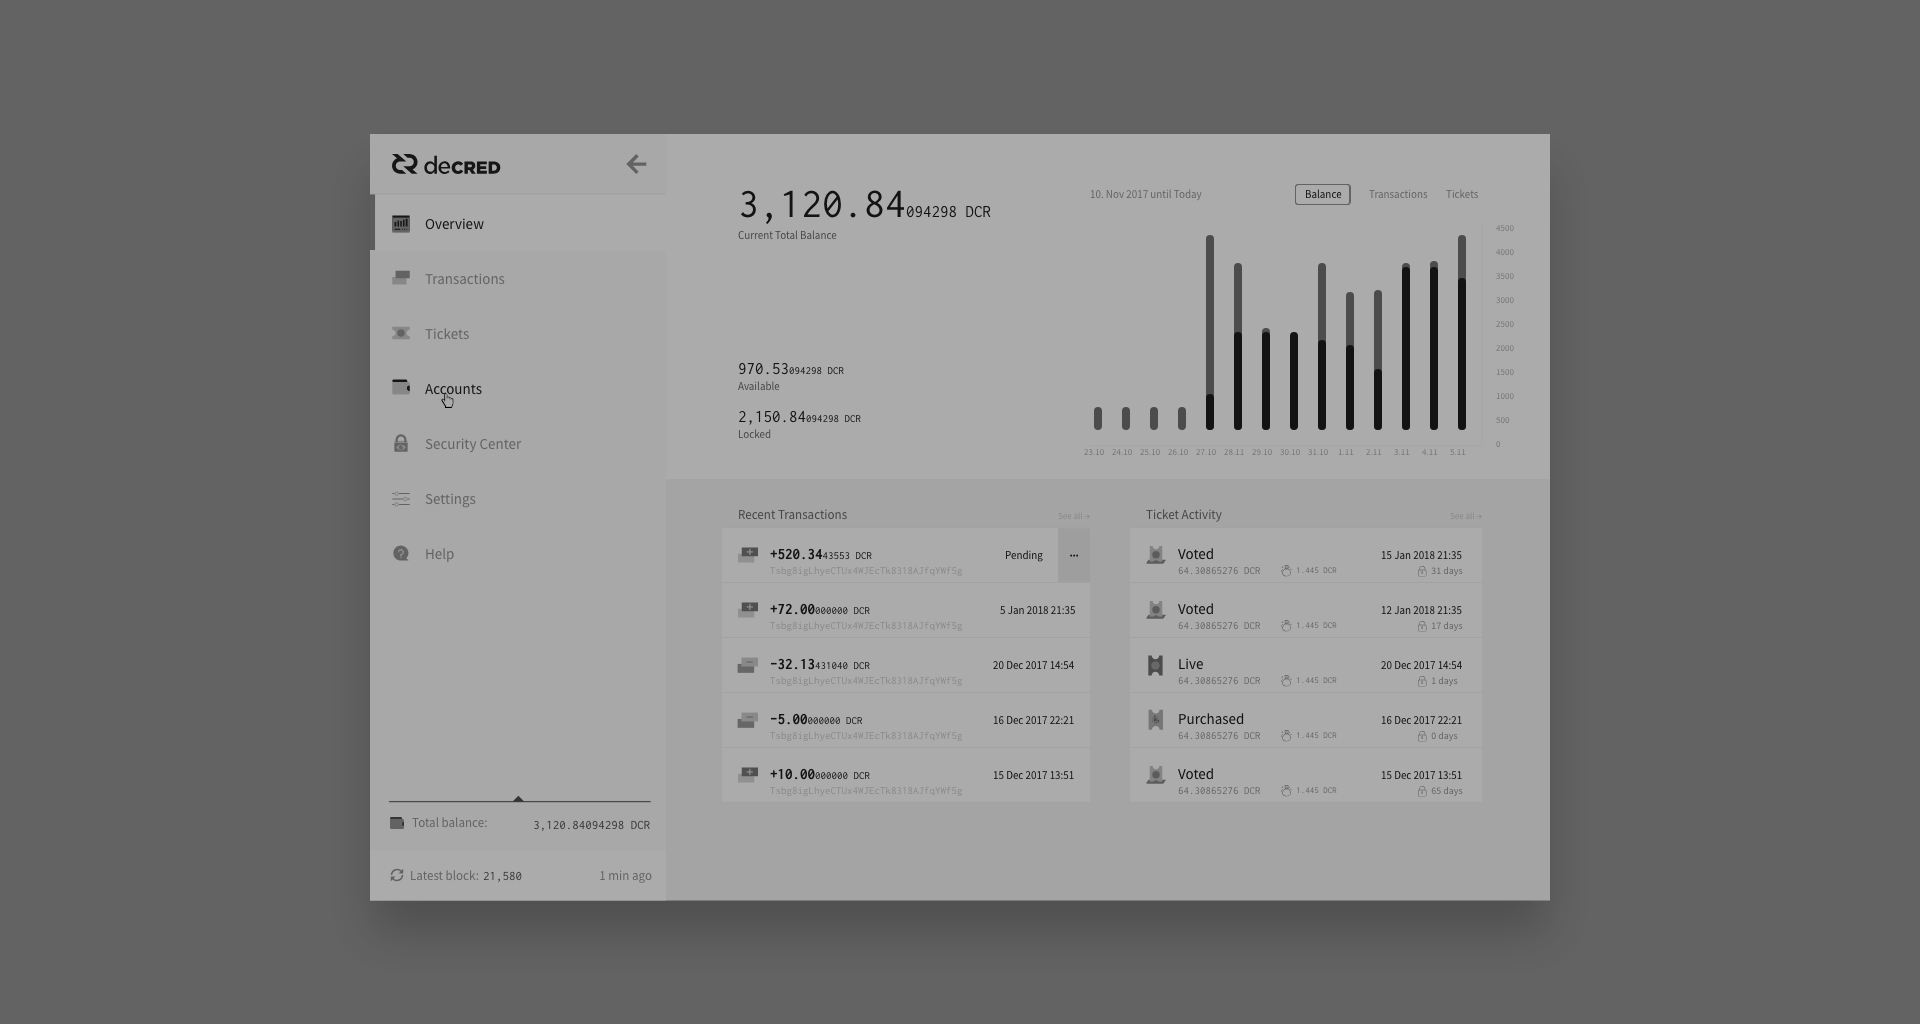 deCRED
Overview
Transactions
Tickets
Accounts
Security Center
Settings
Help
Total balance: 3,120.84094298 DCR
Latest block: 21,580 1 min ago
3,120.84094298 DCR
Current Total Balance
970.53094298 DCR
Available
2,150.84094298 DCR
Locked
10. Nov 2017 until Today Balance Transactions Tickets
4500
4000
3500
3000
2500
2000
1500
1000
500
0
23.10 24.10 25.10 26.10 27.10 28.11 29.10 30.10 31.10 1.11 2.11 3.11 4.11 5.11
Recent Transactions See all →
+520.3443553 DCR Pending ...
Tsbg8igLhyeCTUx4WJEcTk8318AJfqYWf5g
+72.00000000 DCR 5 Jan 2018 21:35
Tsbg8igLhyeCTUx4WJEcTk8318AJfqYWf5g
-32.13431040 DCR 20 Dec 2017 14:54
Tsbg8igLhyeCTUx4WJEcTk8318AJfqYWf5g
-5.00000000 DCR 16 Dec 2017 22:21
Tsbg8igLhyeCTUx4WJEcTk8318AJfqYWf5g
+10.00000000 DCR 15 Dec 2017 13:51
Tsbg8igLhyeCTUx4WJEcTk8318AJfqYWf5g
Ticket Activity See all →
Voted 15 Jan 2018 21:35
64.30865276 DCR 1.445 DCR 31 days
Voted 12 Jan 2018 21:35
64.30865276 DCR 1.445 DCR 17 days
Live 20 Dec 2017 14:54
64.30865276 DCR 1.445 DCR 1 days
Purchased 16 Dec 2017 22:21
64.30865276 DCR 1.445 DCR 0 days
Voted 15 Dec 2017 13:51
64.30865276 DCR 1.445 DCR 65 days